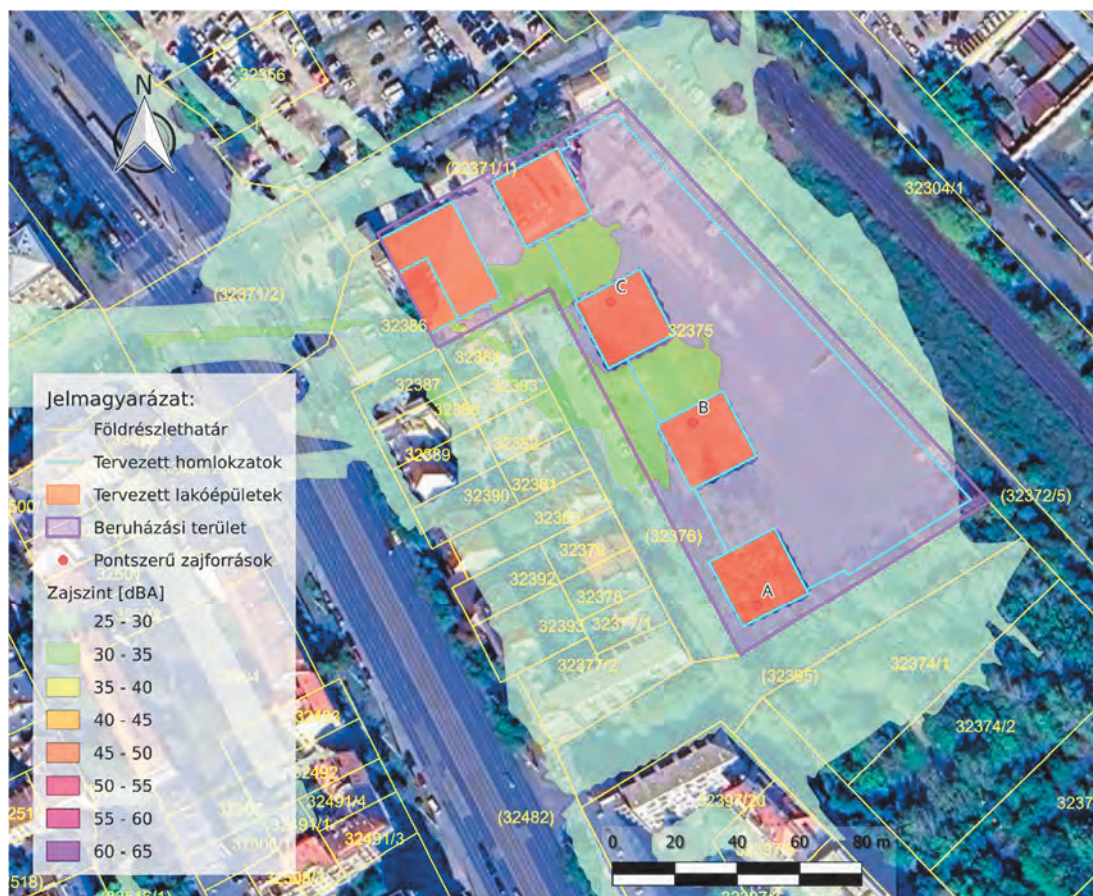 32356
N
(32371/1)
32304/1
C
(32371/2)
32386
32375
32384
32387
32383
Jelmagyarázat:
Földrészlethatár
B
32389
32382
Tervezett homlokzatok
32381
32390
Tervezett lakóépületek
(32372/5)
Beruházási terület
(32376)
32379
Pontszerű zajforrások
32392
Zajszint [dBA]
32378
A
25 - 30
32393
32377/1
30 - 35
32377/2
32374/1
(32395)
35 - 40
40 - 45
32374/2
45 - 50
32492
50 - 55
32491/4
32397/20
(32482)
55 - 60
32491/3
0 20 40 60 80 m
60 - 65